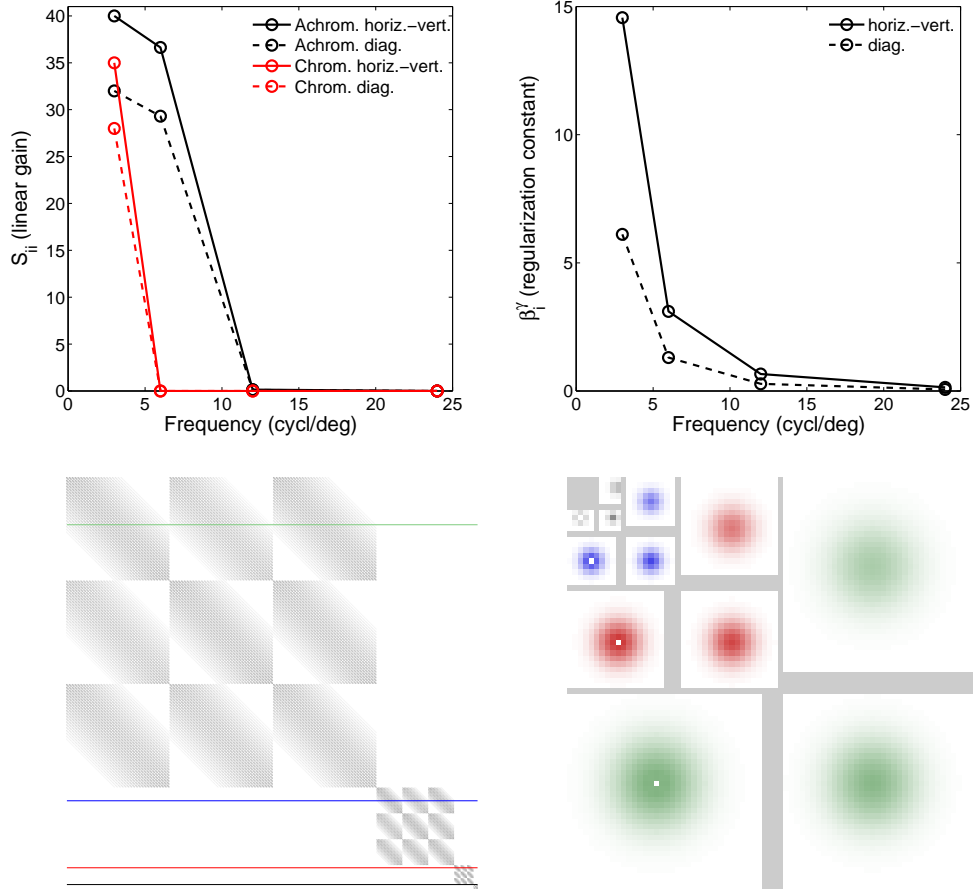 40
35
30
25
20
15
10
5
0
S_ii (linear gain)
Achrom. horiz.-vert.
Achrom. diag.
Chrom. horiz.-vert.
Chrom. diag.
0 5 10 15 20 25
Frequency (cycl/deg)
15
10
5
0
β_i^γ (regularization constant)
horiz.-vert.
diag.
0 5 10 15 20 25
Frequency (cycl/deg)